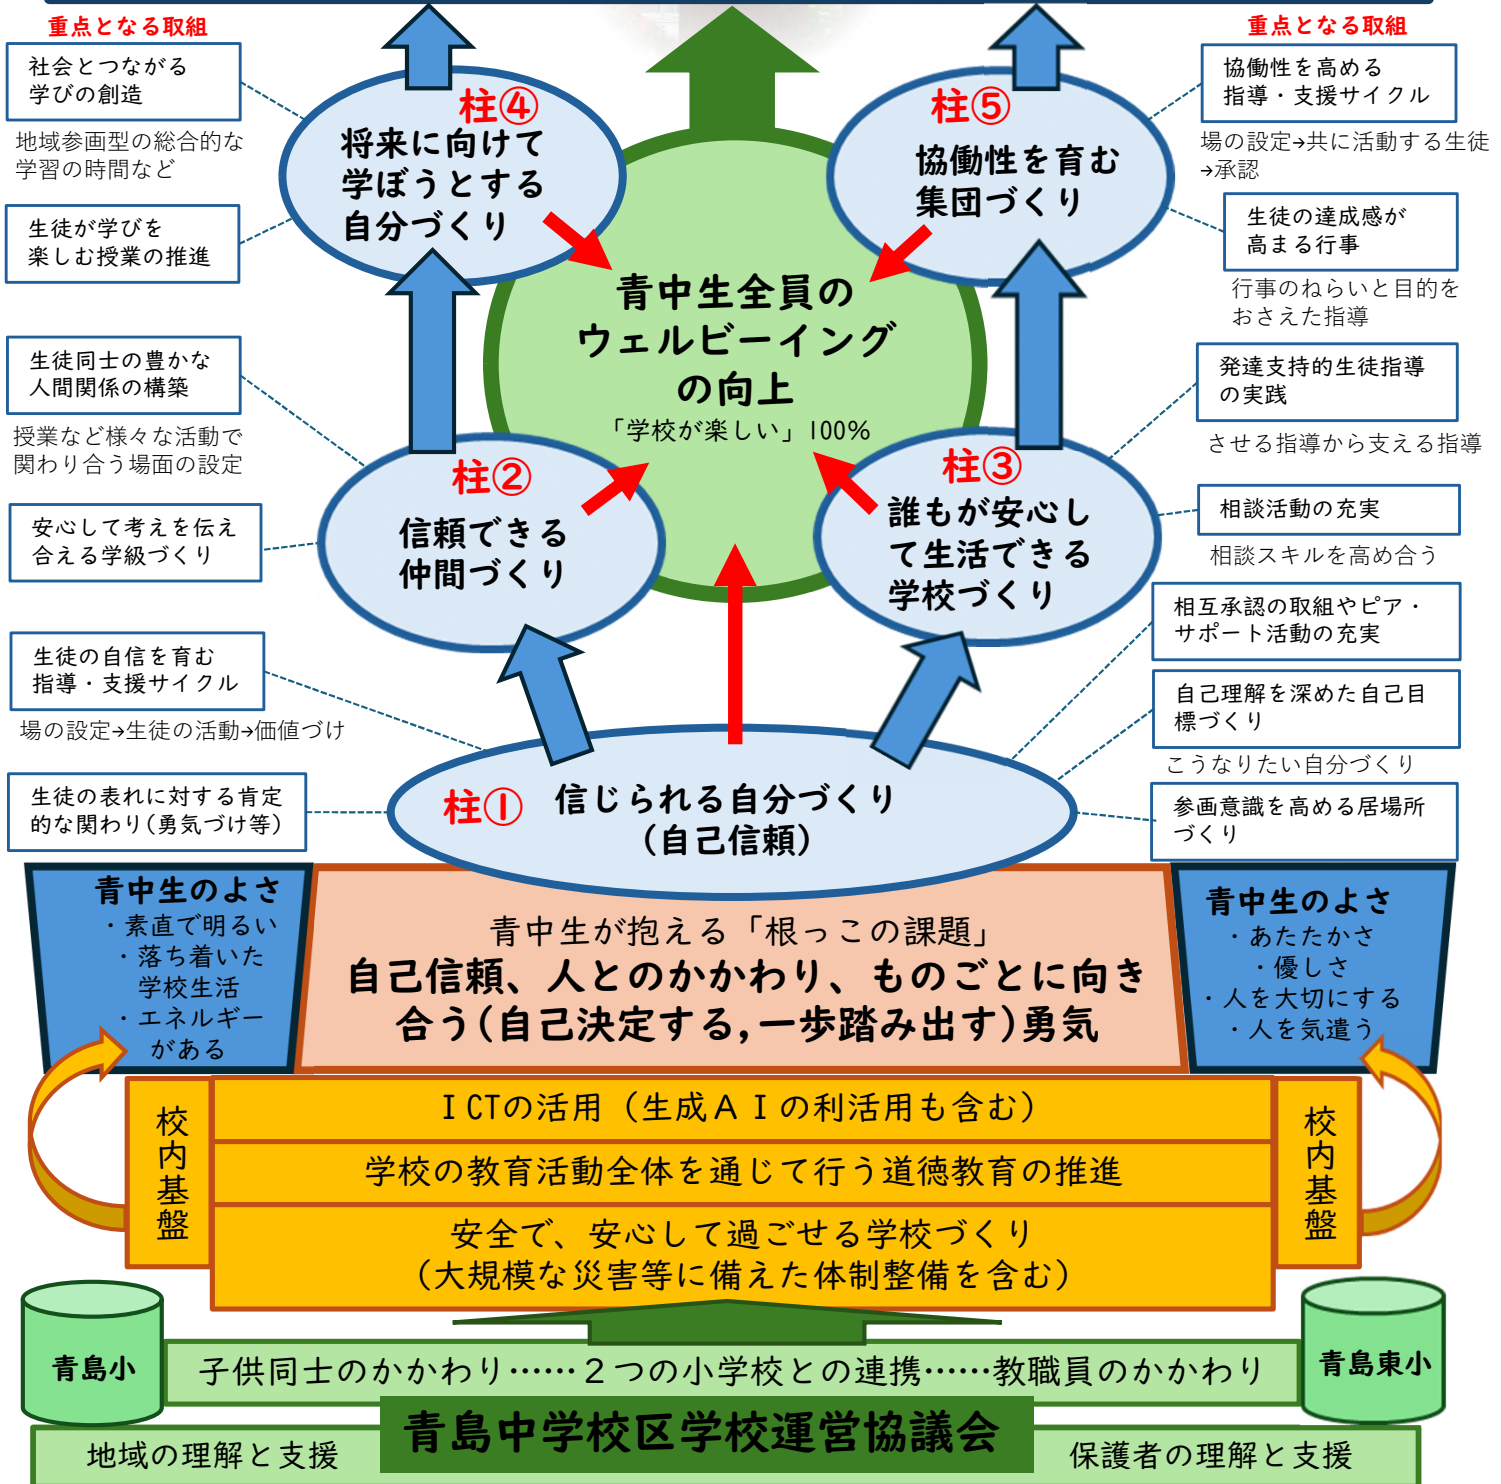 重点となる取組
社会とつながる
学びの創造
地域参画型の総合的な
学習の時間など
生徒が学びを
楽しむ授業の推進
生徒同士の豊かな
人間関係の構築
授業など様々な活動で
関わり合う場面の設定
安心して考えを伝え
合える学級づくり
生徒の自信を育む
指導・支援サイクル
場の設定→生徒の活動→価値づけ
生徒の表れに対する肯定
的な関わり(勇気づけ等)
柱④
将来に向けて
学ぼうとする
自分づくり
柱⑤
協働性を育む
集団づくり
青中生全員の
ウェルビーイング
の向上
「学校が楽しい」100%
柱②
信頼できる
仲間づくり
柱③
誰もが安心し
て生活できる
学校づくり
柱①
信じられる自分づくり
(自己信頼)
重点となる取組
協働性を高める
指導・支援サイクル
場の設定→共に活動する生徒
→承認
生徒の達成感が
高まる行事
行事のねらいと目的を
おさえた指導
発達支持的生徒指導
の実践
させる指導から支える指導
相談活動の充実
相談スキルを高め合う
相互承認の取組やピア・
サポート活動の充実
自己理解を深めた自己目
標づくり
こうなりたい自分づくり
参画意識を高める居場所
づくり
青中生のよさ
・素直で明るい
・落ち着いた
学校生活
・エネルギー
がある
青中生が抱える「根っこの課題」
自己信頼、人とのかかわり、ものごとに向き
合う(自己決定する,一歩踏み出す)勇気
青中生のよさ
・あたたかさ
・優しさ
・人を大切にする
・人を気遣う
校内基盤
ICTの活用（生成AIの利活用も含む）
学校の教育活動全体を通じて行う道徳教育の推進
安全で、安心して過ごせる学校づくり
(大規模な災害等に備えた体制整備を含む)
校内基盤
青島小
子供同士のかかわり……２つの小学校との連携……教職員のかかわり
青島東小
青島中学校区学校運営協議会
地域の理解と支援
保護者の理解と支援